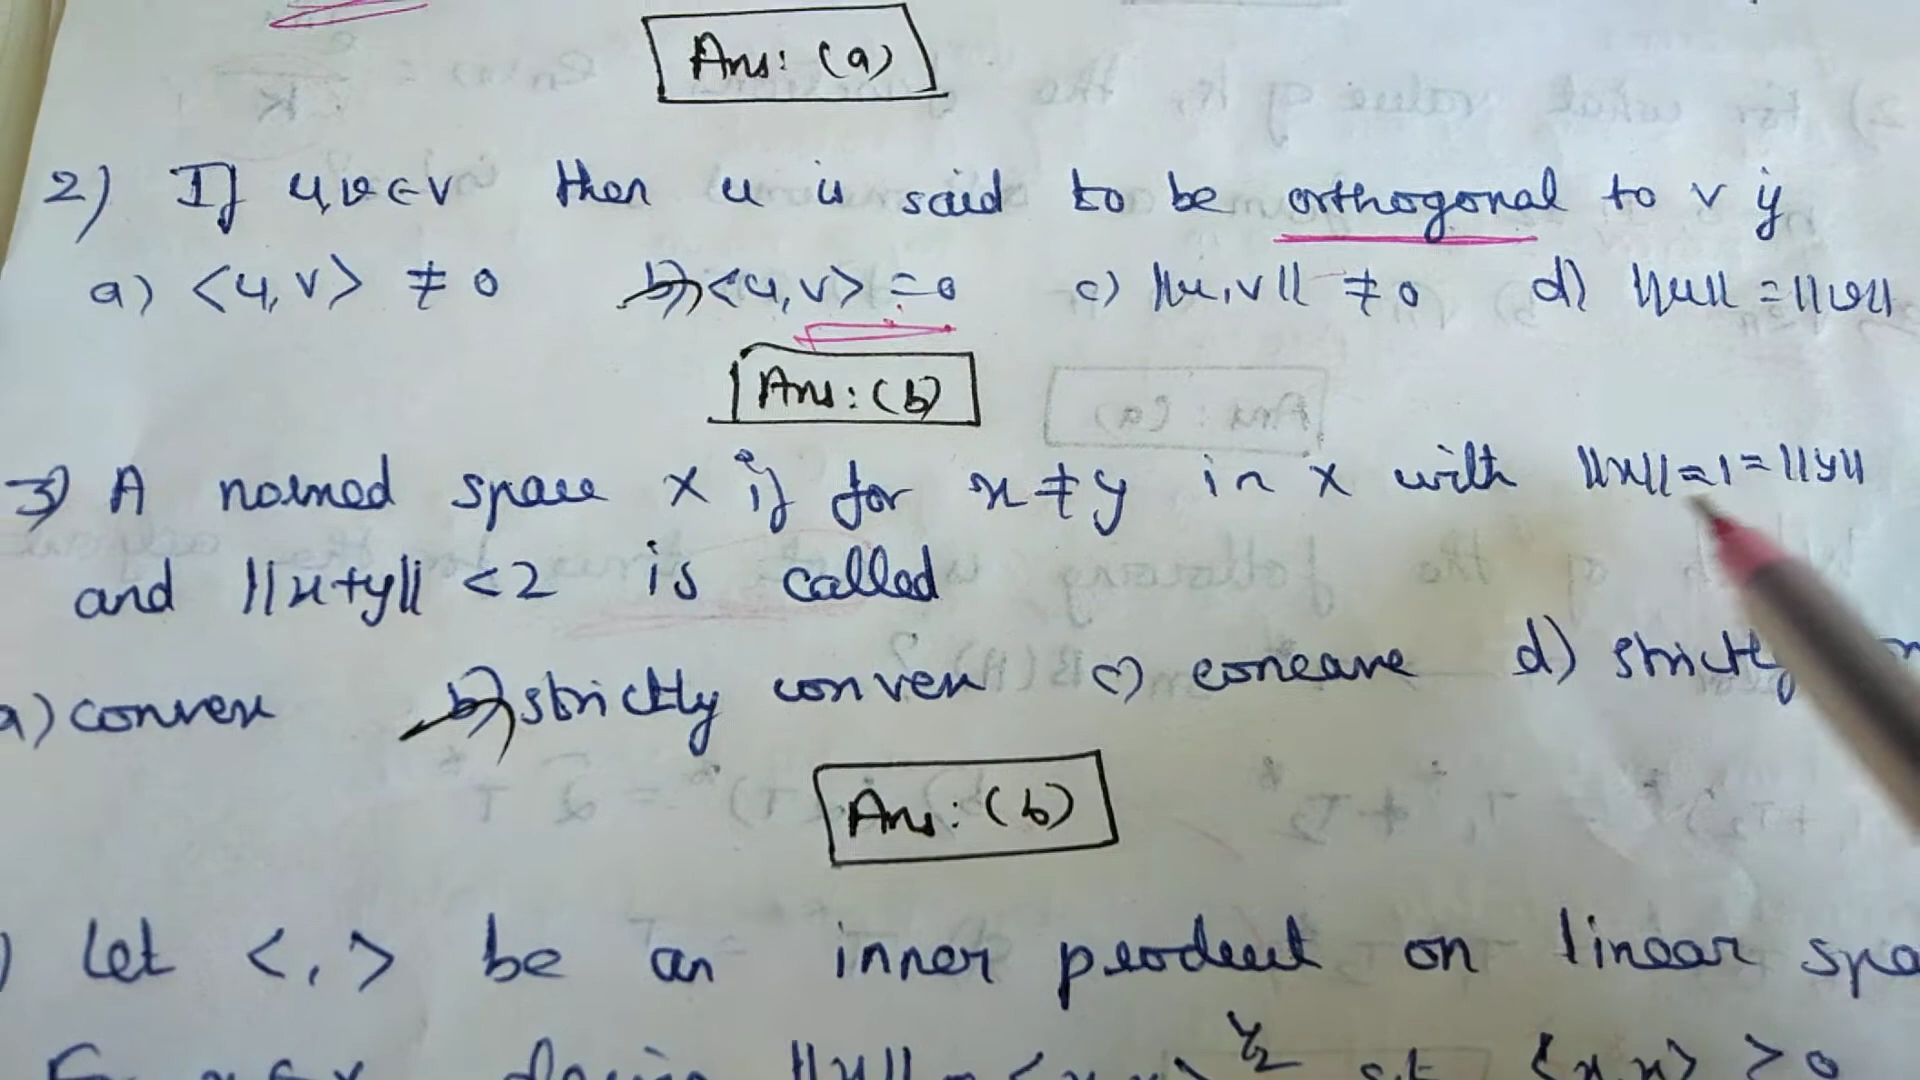 Ans: (a)
2) If u,v∈V then u is said to be orthogonal to v if
a) <u,v> ≠ 0 b) <u,v> = 0 c) ||u,v|| ≠ 0 d) ||u|| = ||v||
Ans: (b)
3) A normed space X if for x ≠ y in X with ||x|| = 1 = ||y||
and ||x+y|| < 2 is called
a) convex b) strictly convex c) concave d) strictly
Ans: (b)
) Let < , > be an inner product on linear spa